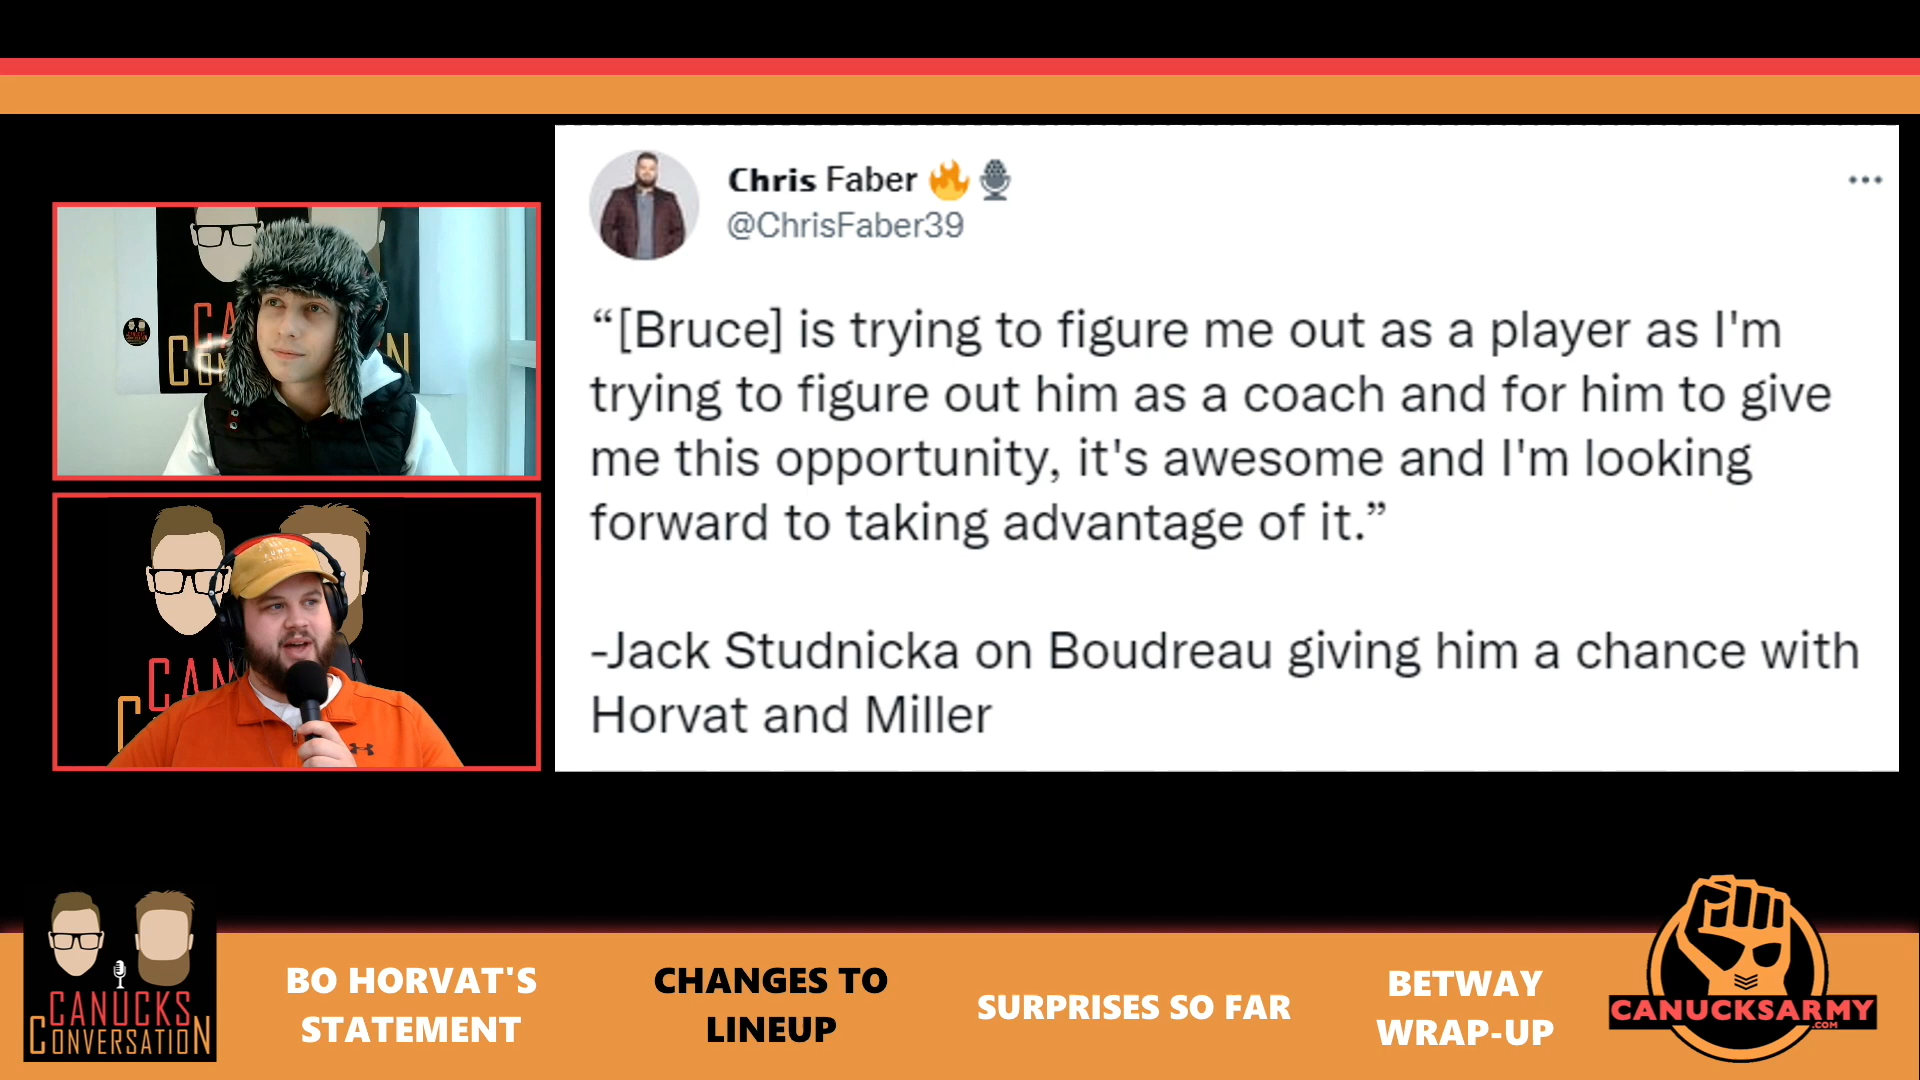 Chris Faber 🔥🎙
@ChrisFaber39
“[Bruce] is trying to figure me out as a player as I'm
trying to figure out him as a coach and for him to give
me this opportunity, it's awesome and I'm looking
forward to taking advantage of it.”
-Jack Studnicka on Boudreau giving him a chance with
Horvat and Miller
CANUCKS
CONVERSATION
BO HORVAT'S
STATEMENT
CHANGES TO
LINEUP
SURPRISES SO FAR
BETWAY
WRAP-UP
CANUCKSARMY
.COM